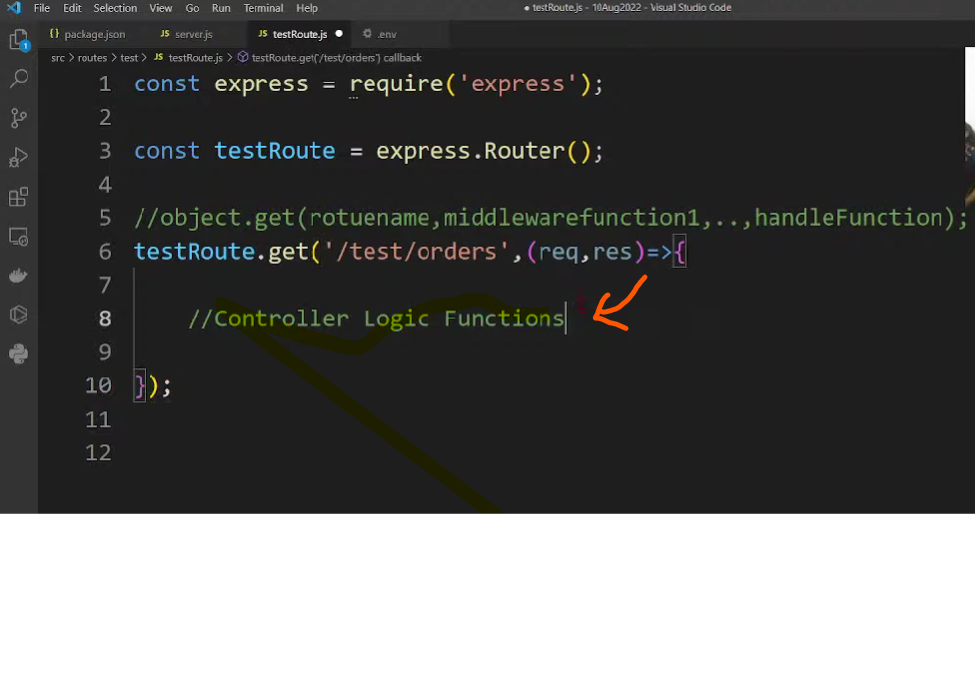 File Edit Selection View Go Run Terminal Help
● testRoute.js - 10Aug2022 - Visual Studio Code
{} package.json JS server.js JS testRoute.js ● .env
src > routes > test > JS testRoute.js > testRoute.get('/test/orders') callback
1 const express = require('express');
2
3 const testRoute = express.Router();
4
5 //object.get(rotuename,middlewarefunction1,..,handleFunction);
6 testRoute.get('/test/orders',(req,res)=>{
7
8 //Controller Logic Functions
9
10 });
11
12
1